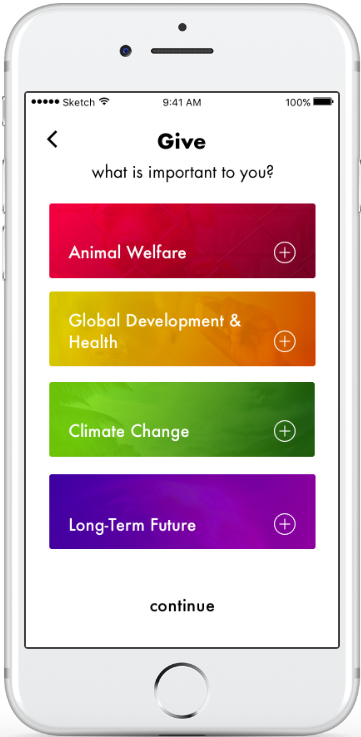 Sketch 9:41 AM 100%
Give
what is important to you?
Animal Welfare
Global Development &
Health
Climate Change
Long-Term Future
continue